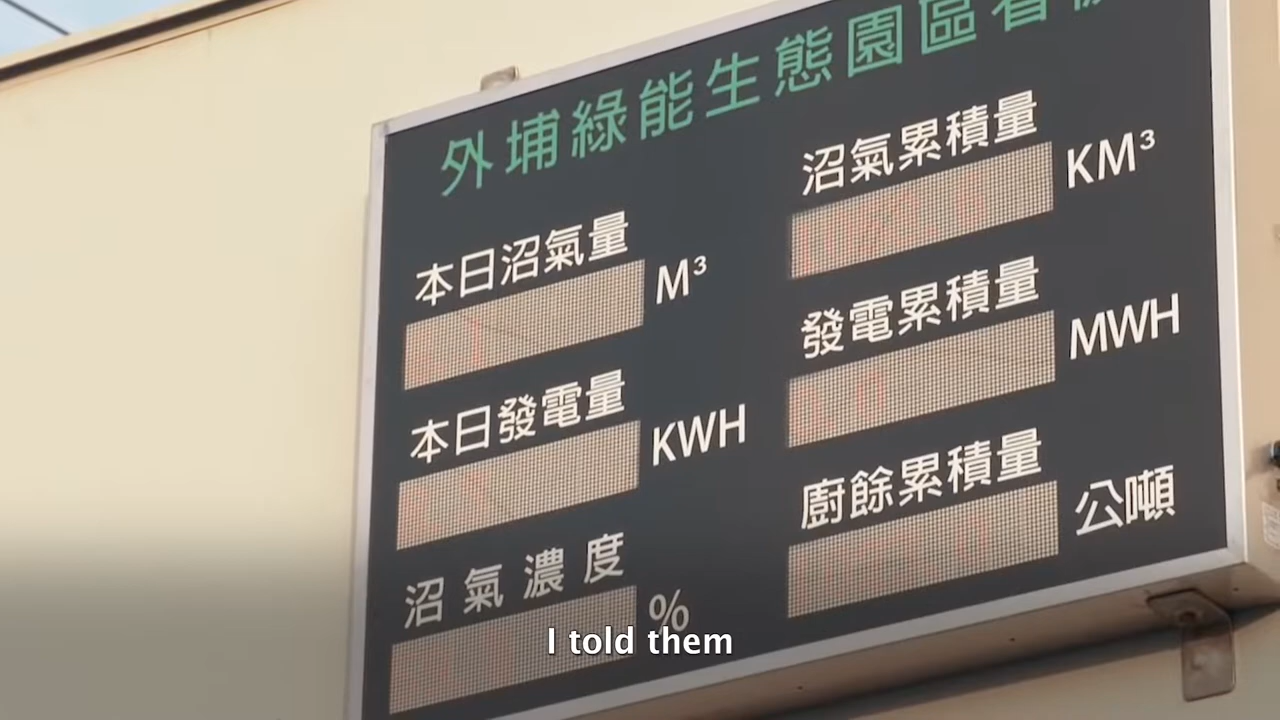 外埔綠能生態園區看板
本日沼氣量
M³
本日發電量
KWH
沼氣濃度
%
沼氣累積量
KM³
發電累積量
MWH
廚餘累積量
公噸
I told them